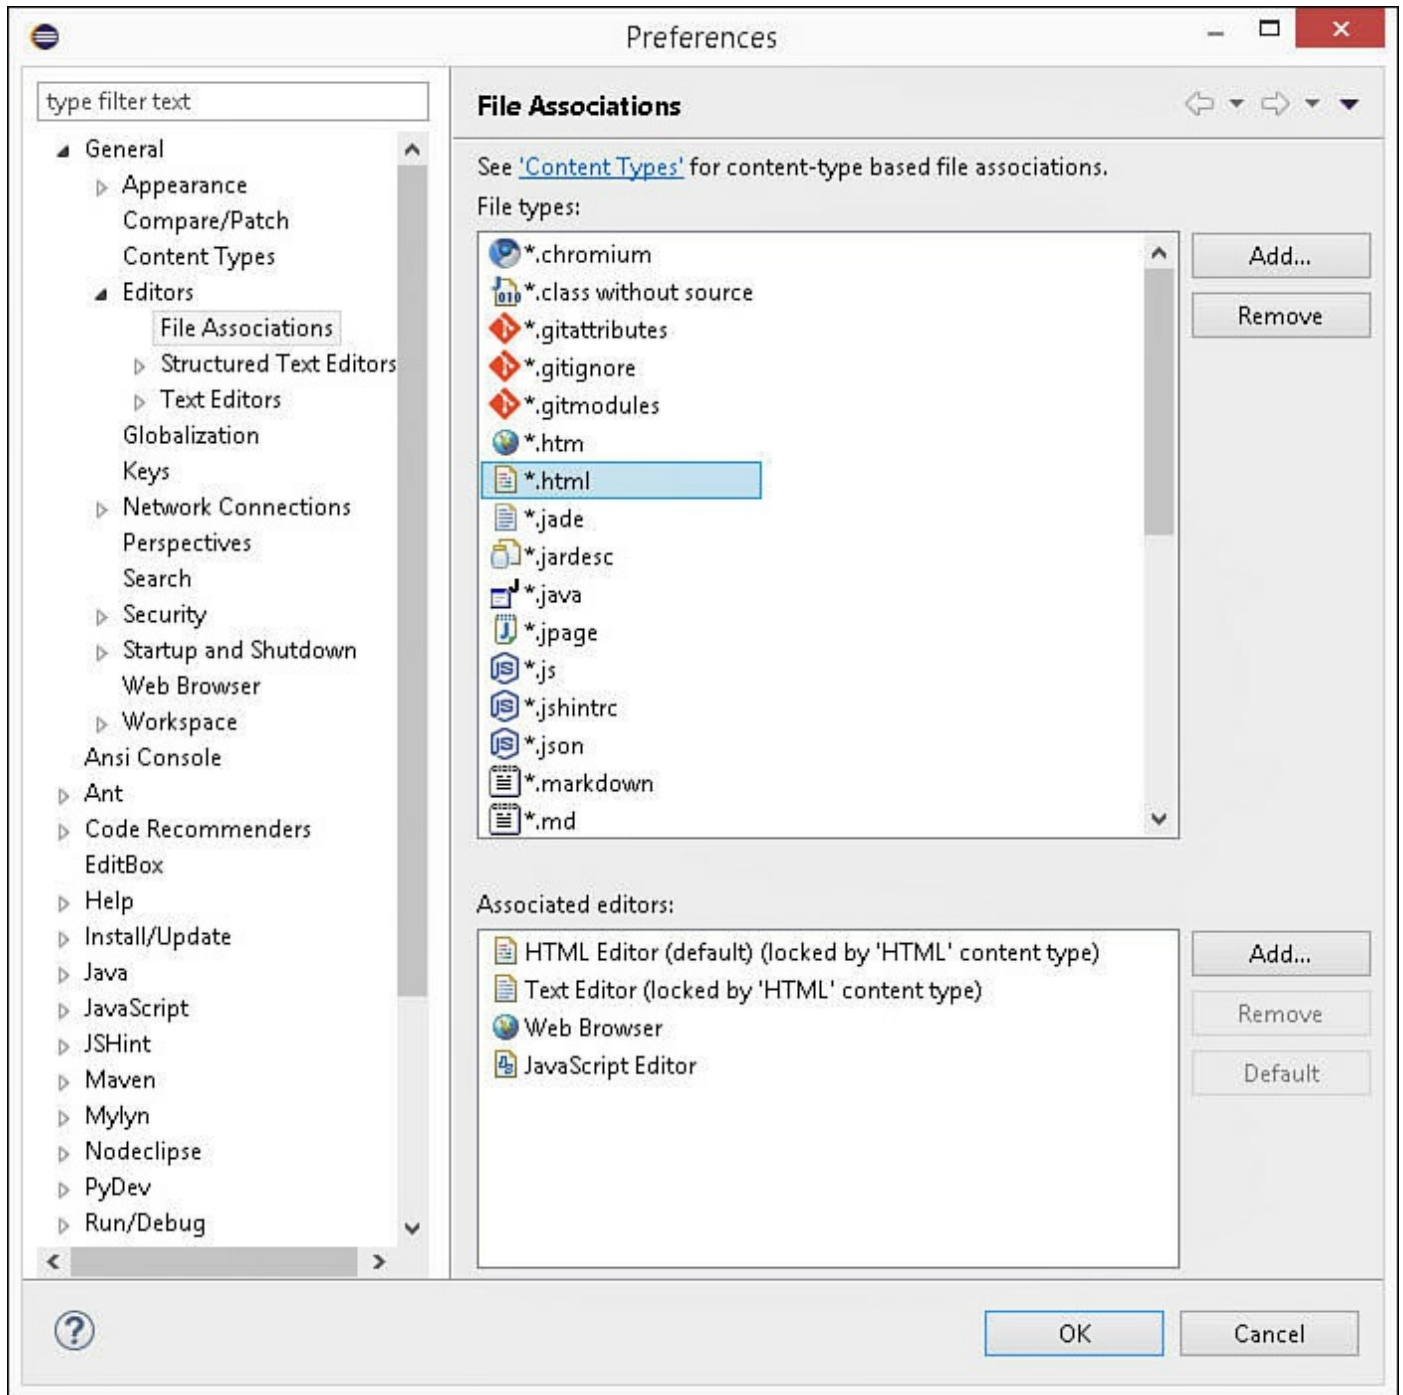 Preferences
type filter text
General
Appearance
Compare/Patch
Content Types
Editors
File Associations
Structured Text Editors
Text Editors
Globalization
Keys
Network Connections
Perspectives
Search
Security
Startup and Shutdown
Web Browser
Workspace
Ansi Console
Ant
Code Recommenders
EditBox
Help
Install/Update
Java
JavaScript
JSHint
Maven
Mylyn
Nodeclipse
PyDev
Run/Debug
File Associations
See 'Content Types' for content-type based file associations.
File types:
*.chromium
*.class without source
*.gitattributes
*.gitignore
*.gitmodules
*.htm
*.html
*.jade
*.jardesc
*.java
*.jpage
*.js
*.jshintrc
*.json
*.markdown
*.md
Add...
Remove
Associated editors:
HTML Editor (default) (locked by 'HTML' content type)
Text Editor (locked by 'HTML' content type)
Web Browser
JavaScript Editor
Add...
Remove
Default
OK
Cancel